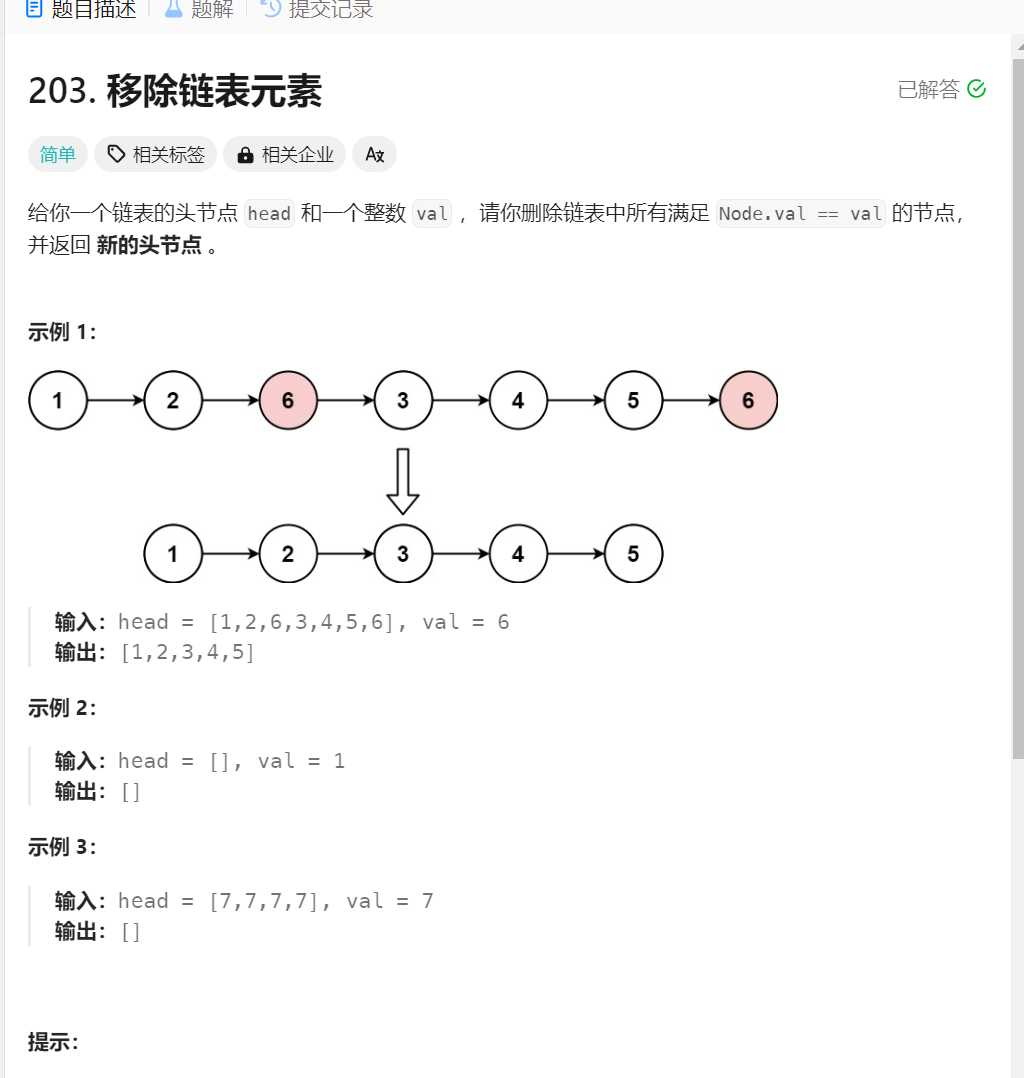 题目描述 题解 提交记录
203. 移除链表元素 已解答
简单 相关标签 相关企业 A文
给你一个链表的头节点 head 和一个整数 val ，请你删除链表中所有满足 Node.val == val 的节点，
并返回 新的头节点 。
示例 1：
1 2 6 3 4 5 6
1 2 3 4 5
输入：head = [1,2,6,3,4,5,6], val = 6
输出：[1,2,3,4,5]
示例 2：
输入：head = [], val = 1
输出：[]
示例 3：
输入：head = [7,7,7,7], val = 7
输出：[]
提示：